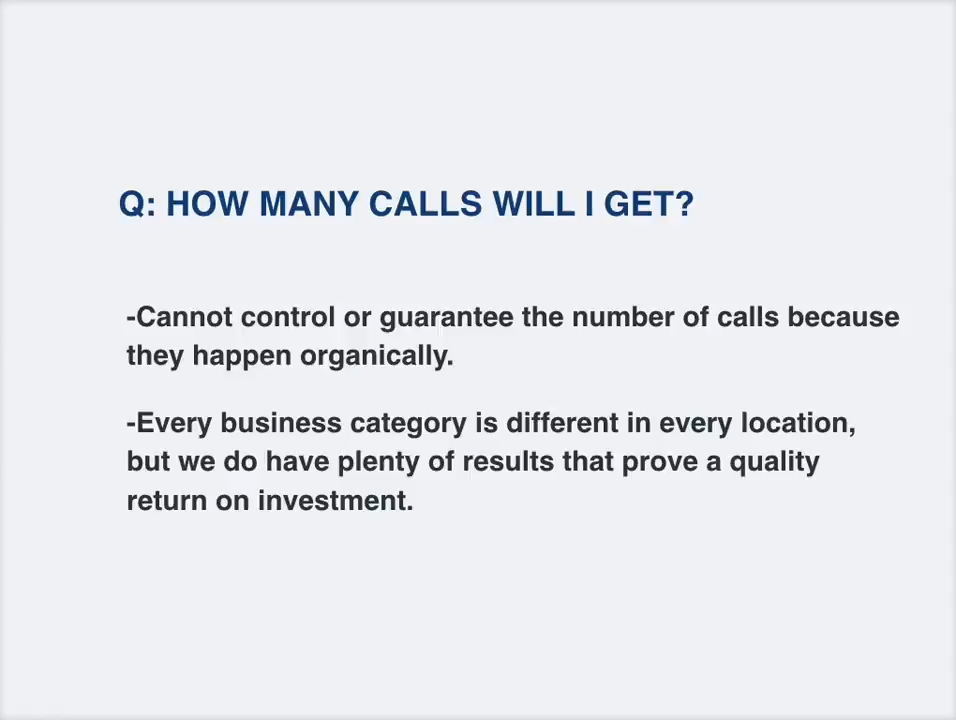 Q: HOW MANY CALLS WILL I GET?
-Cannot control or guarantee the number of calls because
they happen organically.
-Every business category is different in every location,
but we do have plenty of results that prove a quality
return on investment.